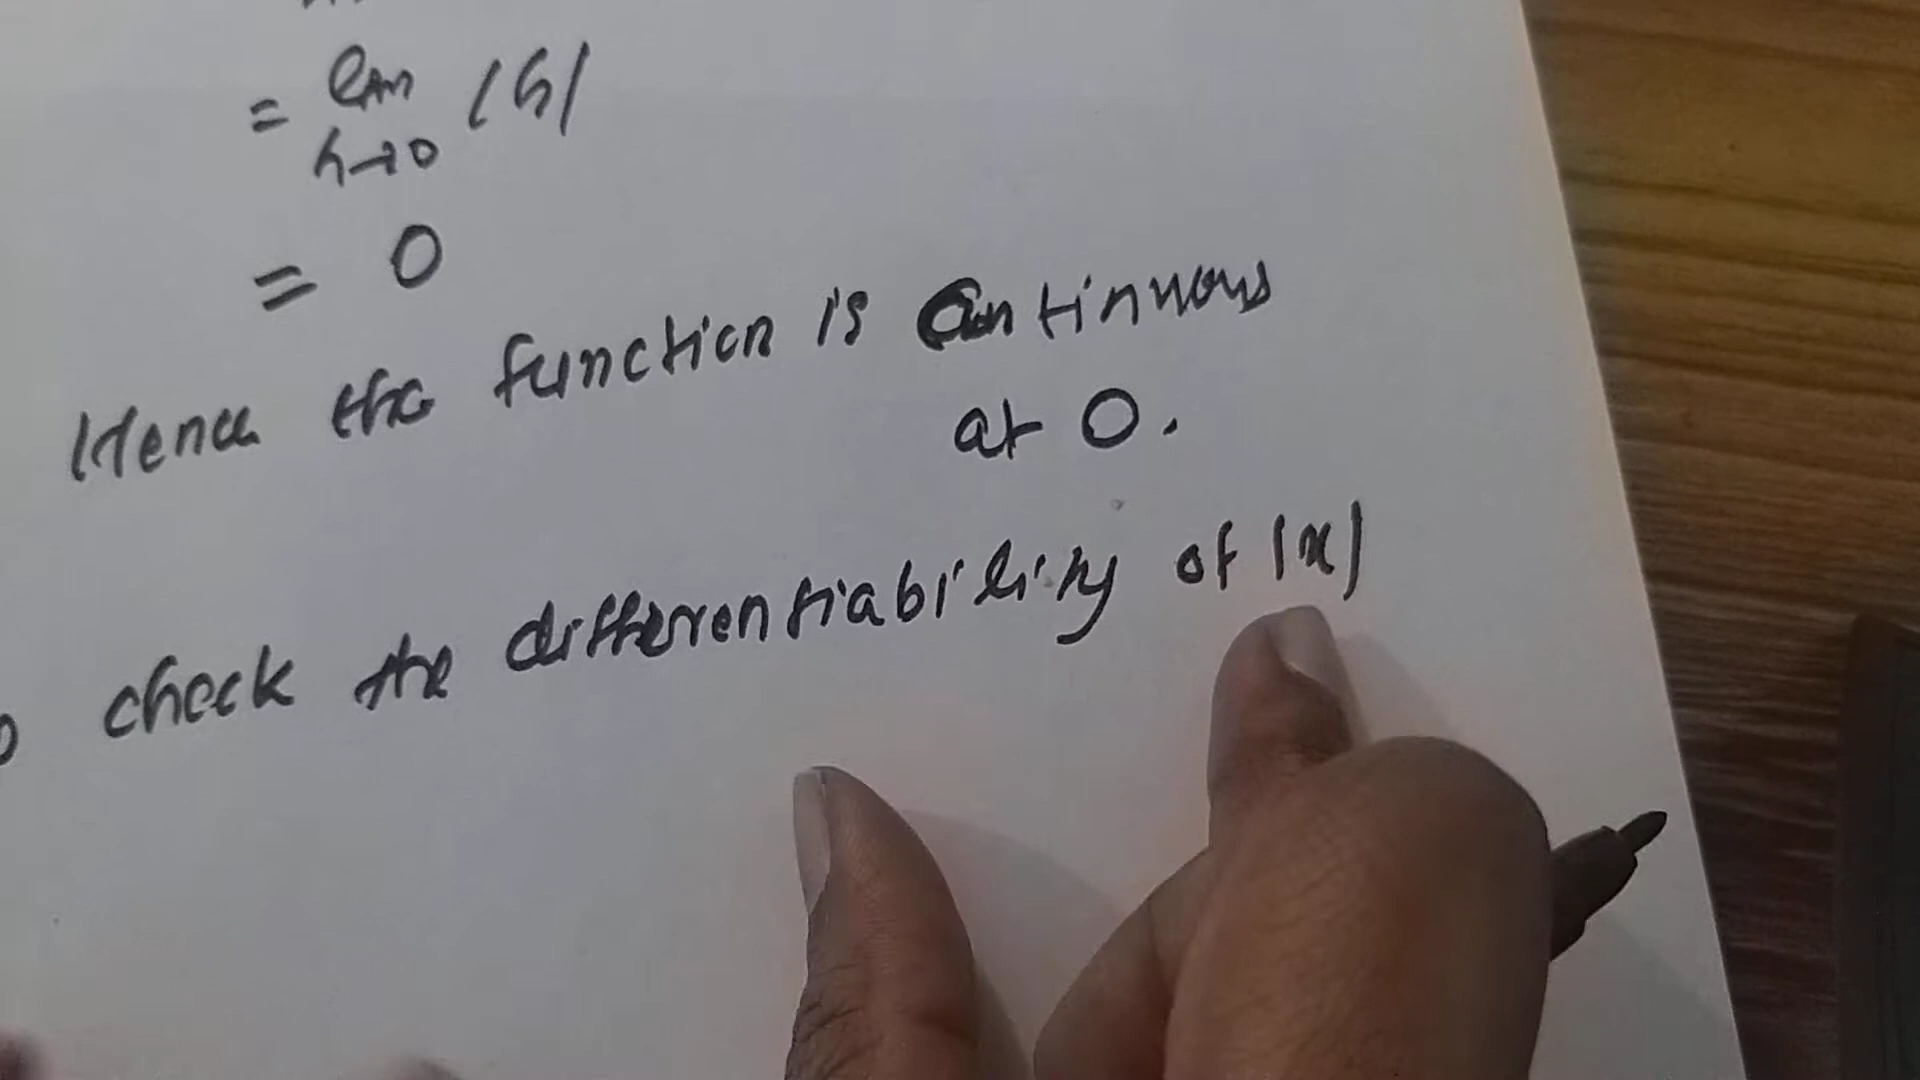 = lim |h|
h→0
= 0
Hence the function is Continuous
at 0.
check the differentiability of |x|